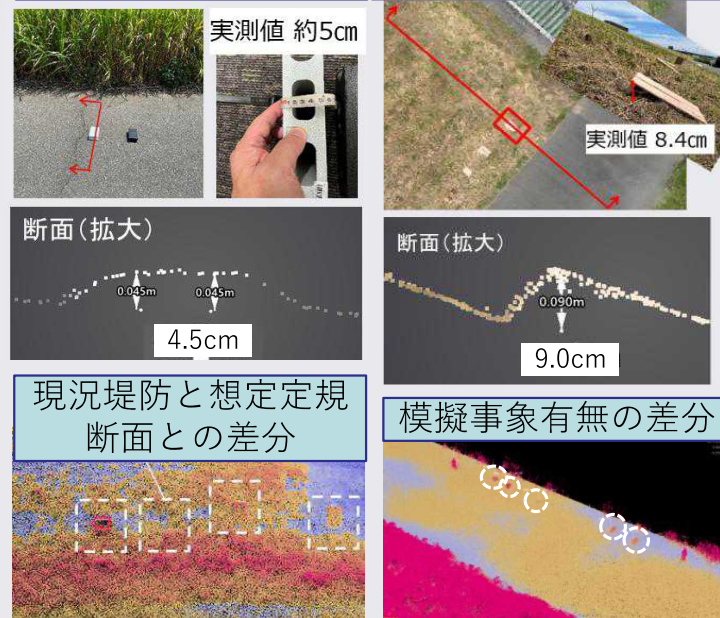 実測値 約5㎝
実測値 8.4㎝
断面(拡大)
0.045m
0.045m
4.5cm
断面(拡大)
0.090m
9.0cm
現況堤防と想定定規
断面との差分
模擬事象有無の差分